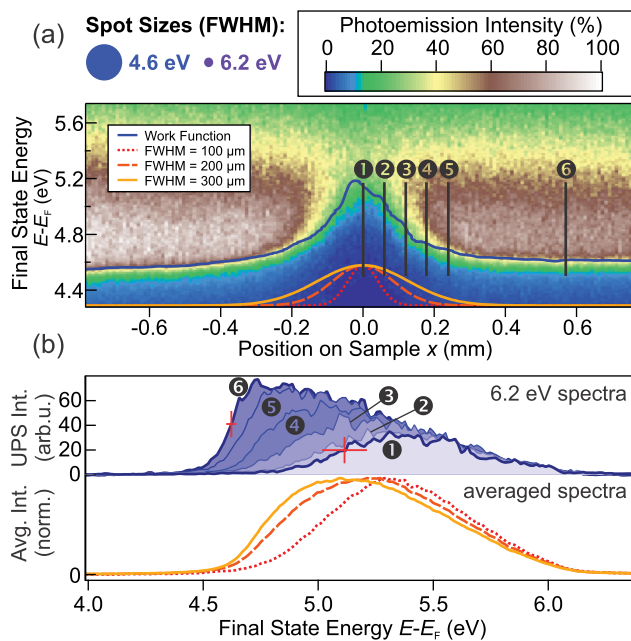 (a)
Spot Sizes (FWHM):
4.6 eV 6.2 eV
Photoemission Intensity (%)
0 20 40 60 80 100
Final State Energy
E-EF (eV)
5.6
5.2
4.8
4.4
Work Function
FWHM = 100 µm
FWHM = 200 µm
FWHM = 300 µm
1 2 3 4 5 6
-0.6 -0.4 -0.2 0.0 0.2 0.4 0.6
Position on Sample x (mm)
(b)
UPS Int.
(arb.u.)
60
40
20
0
6 5 4 3 2 1
6.2 eV spectra
Avg. Int.
(norm.)
0
averaged spectra
4.0 4.5 5.0 5.5 6.0
Final State Energy E-EF (eV)